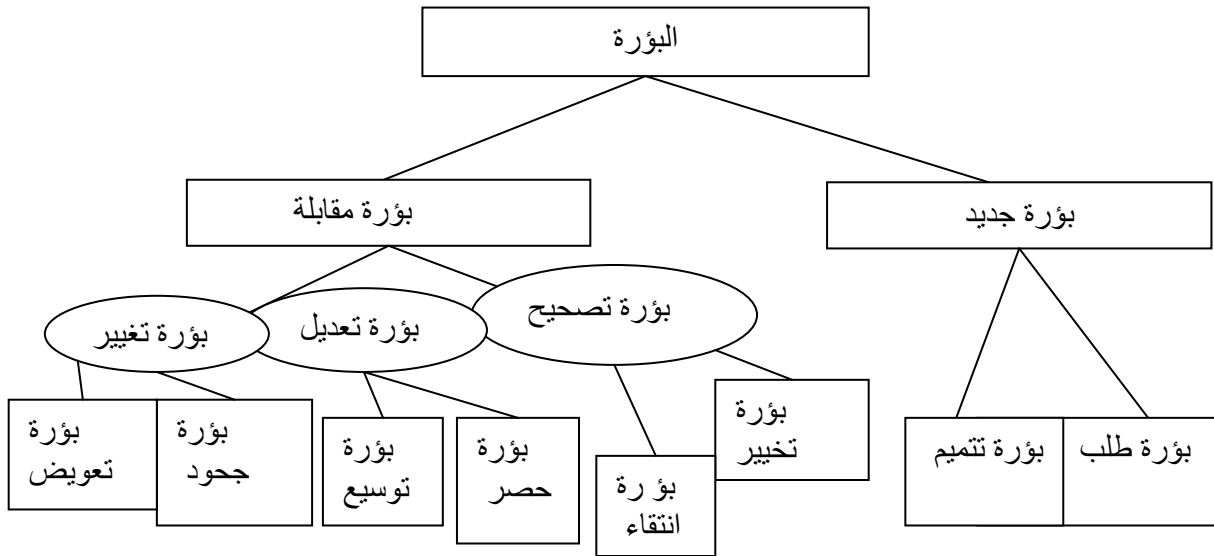 البؤرة
بؤرة جديد
بؤرة مقابلة
بؤرة تصحيح
بؤرة تعديل
بؤرة تغيير
بؤرة طلب
بؤرة تتميم
بؤرة
تخيير
بؤ رة
انتقاء
بؤرة
حصر
بؤرة
توسيع
بؤرة
جحود
بؤرة
تعويض